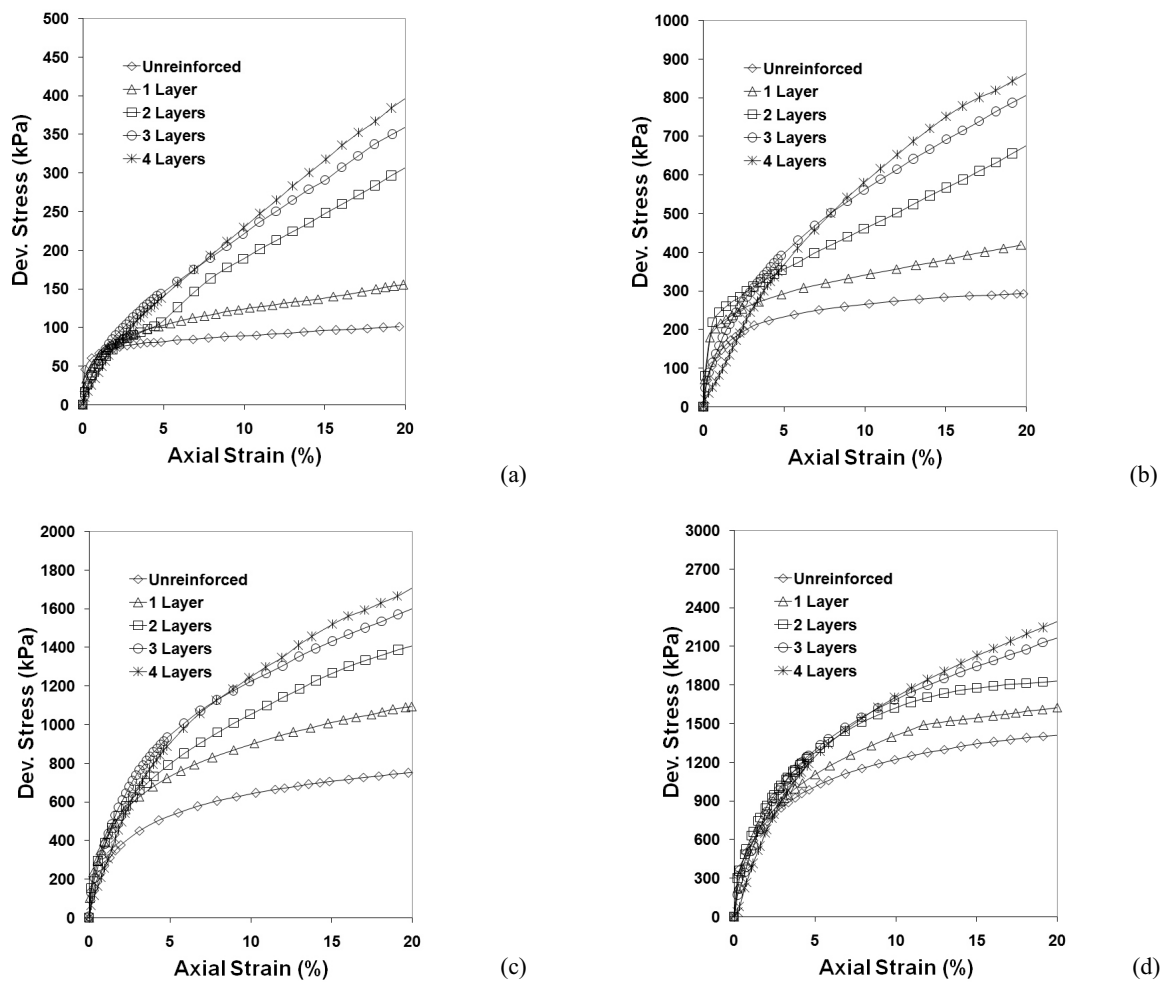 500
450
400
350
300
250
200
150
100
50
0
Dev. Stress (kPa)
Unreinforced
1 Layer
2 Layers
3 Layers
4 Layers
0 5 10 15 20
Axial Strain (%)
(a)
1000
900
800
700
600
500
400
300
200
100
0
Dev. Stress (kPa)
Unreinforced
1 Layer
2 Layers
3 Layers
4 Layers
0 5 10 15 20
Axial Strain (%)
(b)
2000
1800
1600
1400
1200
1000
800
600
400
200
0
Dev. Stress (kPa)
Unreinforced
1 Layer
2 Layers
3 Layers
4 Layers
0 5 10 15 20
Axial Strain (%)
(c)
3000
2700
2400
2100
1800
1500
1200
900
600
300
0
Dev. Stress (kPa)
Unreinforced
1 Layer
2 Layers
3 Layers
4 Layers
0 5 10 15 20
Axial Strain (%)
(d)